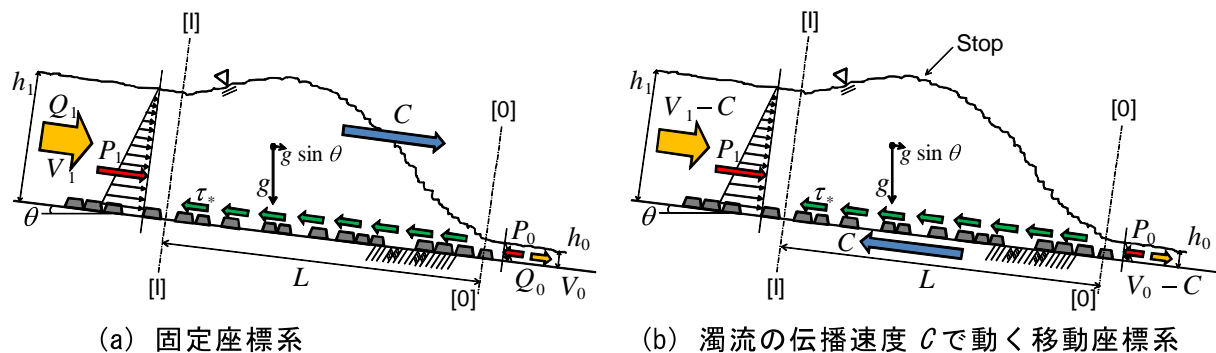 [I]
h₁
Q₁
V₁
P₁
C
[0]
g sin θ
g
τ*
θ
P₀
h₀
Q₀
V₀
L
[I]
[0]
(a) 固定座標系
[I]
Stop
h₁
V₁−C
P₁
[0]
g sin θ
g
τ*
θ
C
P₀
h₀
V₀−C
L
[I]
[0]
(b) 濁流の伝播速度 Cで動く移動座標系